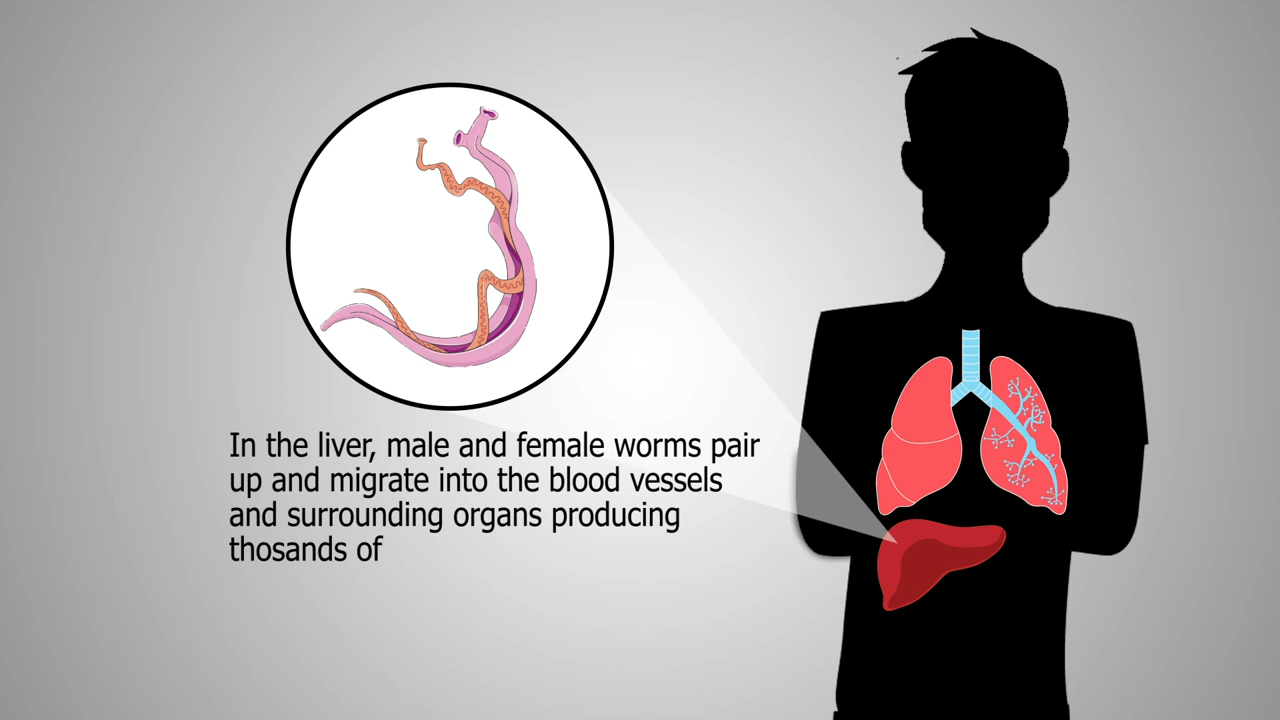 In the liver, male and female worms pair
up and migrate into the blood vessels
and surrounding organs producing
thosands of